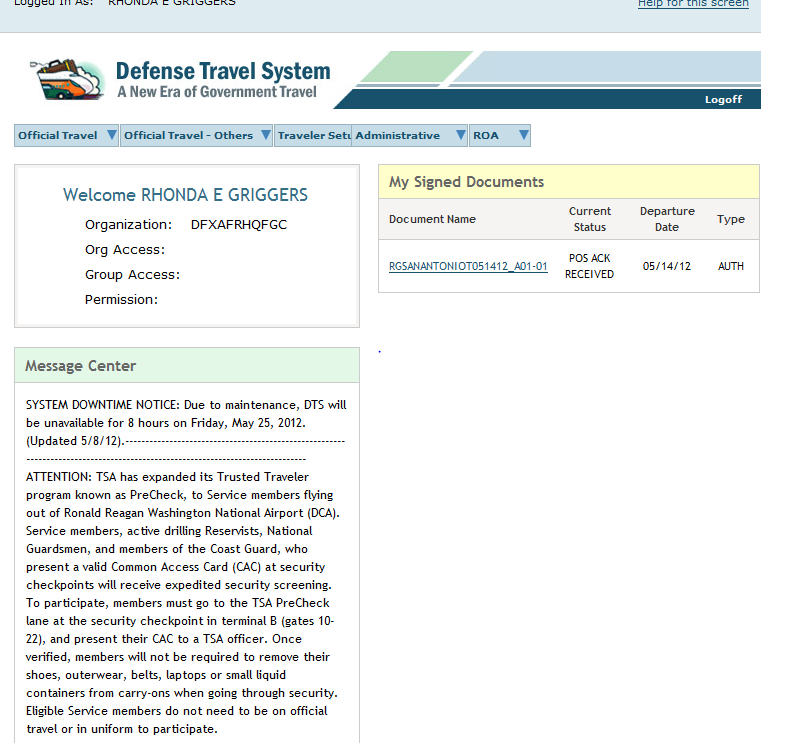 Logged In As: RHONDA E GRIGGERS
Help for this screen
Defense Travel System
A New Era of Government Travel
Logoff
Official Travel
Official Travel - Others
Traveler Setu
Administrative
ROA
Welcome RHONDA E GRIGGERS
Organization: DFXAFRHQFGC
Org Access:
Group Access:
Permission:
My Signed Documents
Document Name
Current Status
Departure Date
Type
RGSANANTONIOT051412_A01-01
POS ACK
RECEIVED
05/14/12
AUTH
.
Message Center
SYSTEM DOWNTIME NOTICE: Due to maintenance, DTS will
be unavailable for 8 hours on Friday, May 25, 2012.
(Updated 5/8/12).-------------------------------------------------------
----------------------------------------------------------------------
ATTENTION: TSA has expanded its Trusted Traveler
program known as PreCheck, to Service members flying
out of Ronald Reagan Washington National Airport (DCA).
Service members, active drilling Reservists, National
Guardsmen, and members of the Coast Guard, who
present a valid Common Access Card (CAC) at security
checkpoints will receive expedited security screening.
To participate, members must go to the TSA PreCheck
lane at the security checkpoint in terminal B (gates 10-
22), and present their CAC to a TSA officer. Once
verified, members will not be required to remove their
shoes, outerwear, belts, laptops or small liquid
containers from carry-ons when going through security.
Eligible Service members do not need to be on official
travel or in uniform to participate.